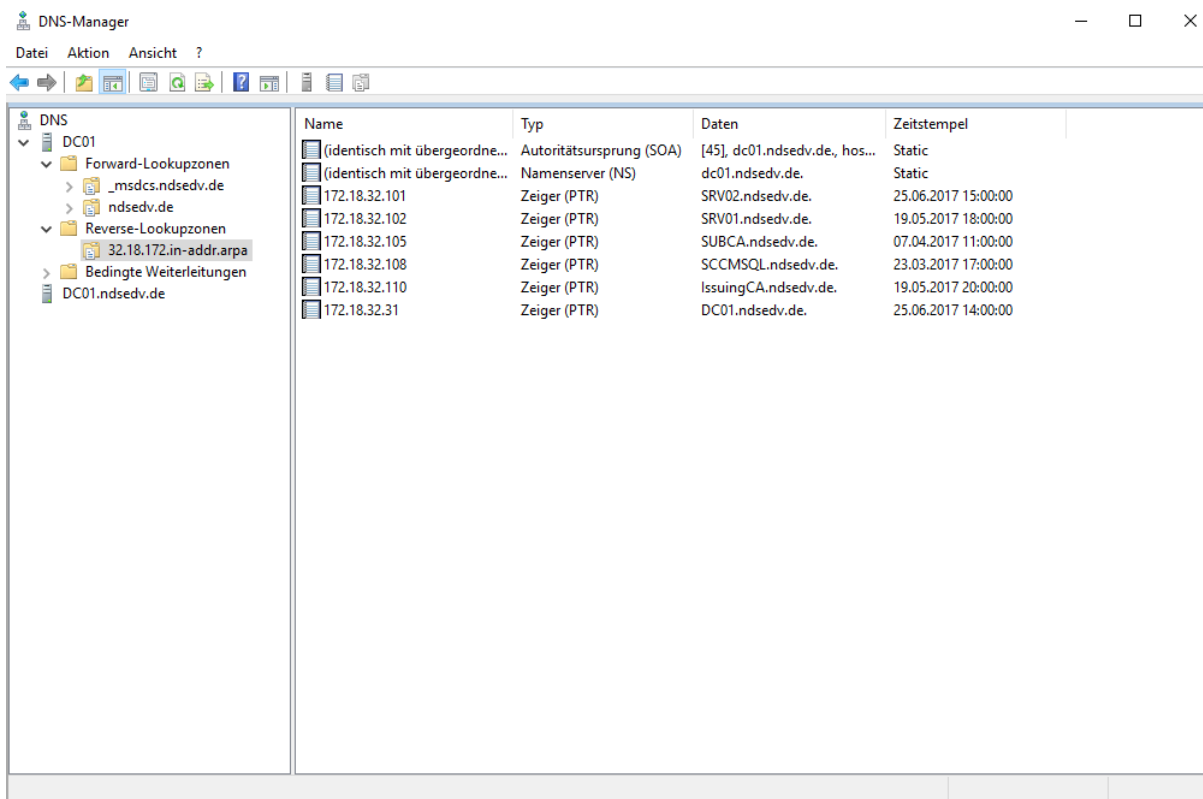 DNS-Manager
Datei Aktion Ansicht ?
DNS
DC01
Forward-Lookupzonen
_msdcs.ndsedv.de
ndsedv.de
Reverse-Lookupzonen
32.18.172.in-addr.arpa
Bedingte Weiterleitungen
DC01.ndsedv.de
Name Typ Daten Zeitstempel
(identisch mit übergeordne... Autoritätsursprung (SOA) [45], dc01.ndsedv.de., hos... Static
(identisch mit übergeordne... Namenserver (NS) dc01.ndsedv.de. Static
172.18.32.101 Zeiger (PTR) SRV02.ndsedv.de. 25.06.2017 15:00:00
172.18.32.102 Zeiger (PTR) SRV01.ndsedv.de. 19.05.2017 18:00:00
172.18.32.105 Zeiger (PTR) SUBCA.ndsedv.de. 07.04.2017 11:00:00
172.18.32.108 Zeiger (PTR) SCCMSQL.ndsedv.de. 23.03.2017 17:00:00
172.18.32.110 Zeiger (PTR) IssuingCA.ndsedv.de. 19.05.2017 20:00:00
172.18.32.31 Zeiger (PTR) DC01.ndsedv.de. 25.06.2017 14:00:00